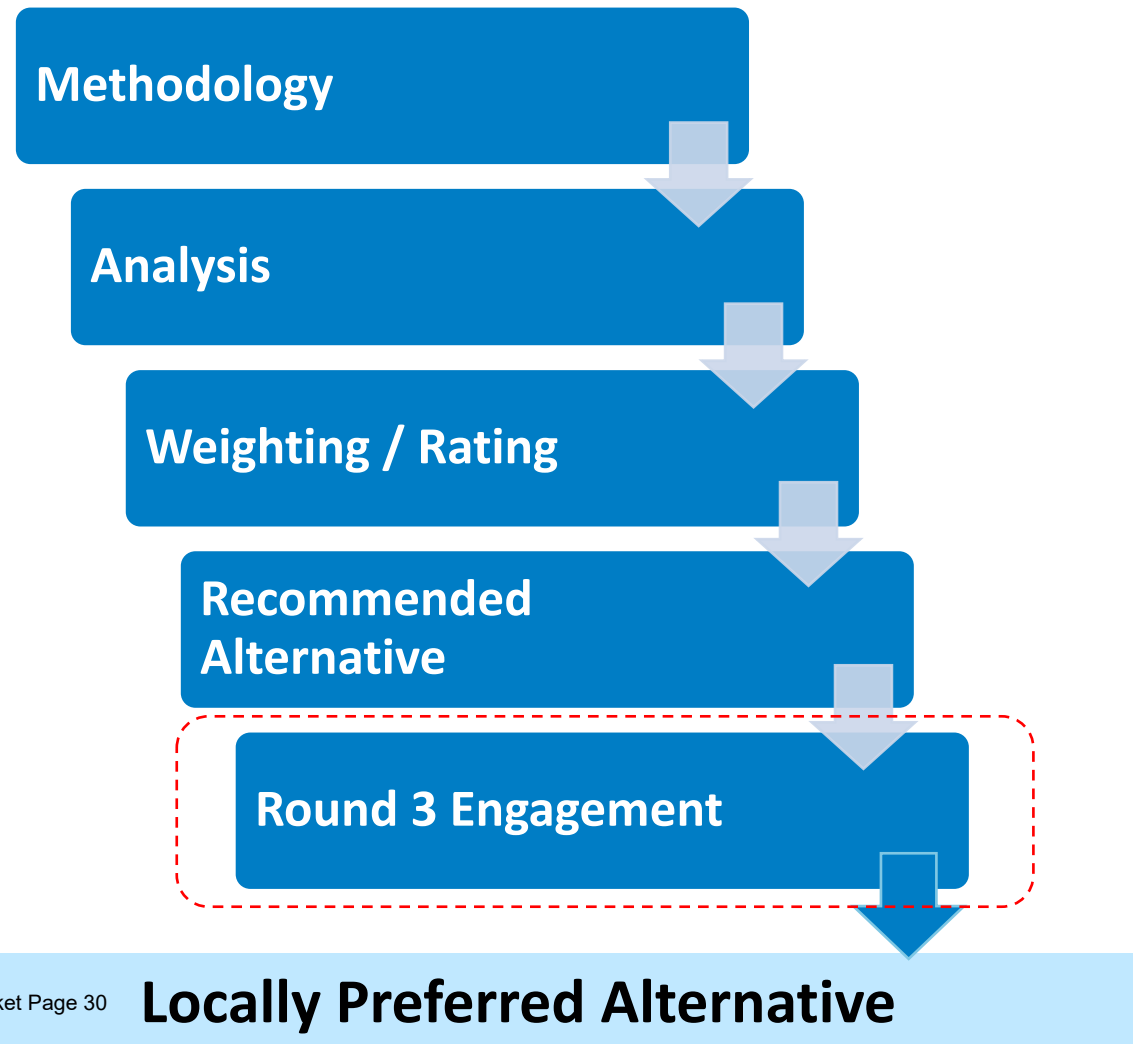 Methodology
Analysis
Weighting / Rating
Recommended
Alternative
Round 3 Engagement
ket Page 30
Locally Preferred Alternative